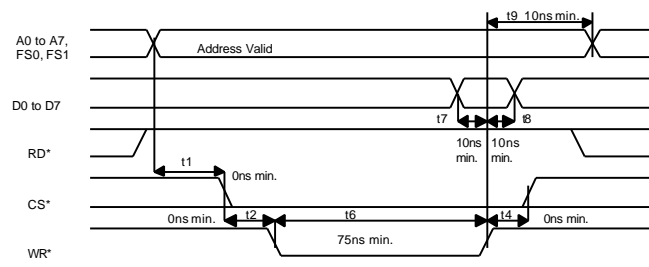 t9 10ns min.
A0 to A7,
FS0, FS1
Address Valid
D0 to D7
t7
t8
10ns
min.
10ns
min.
RD*
t1
0ns min.
CS*
0ns min.
t2
t6
t4
0ns min.
75ns min.
WR*